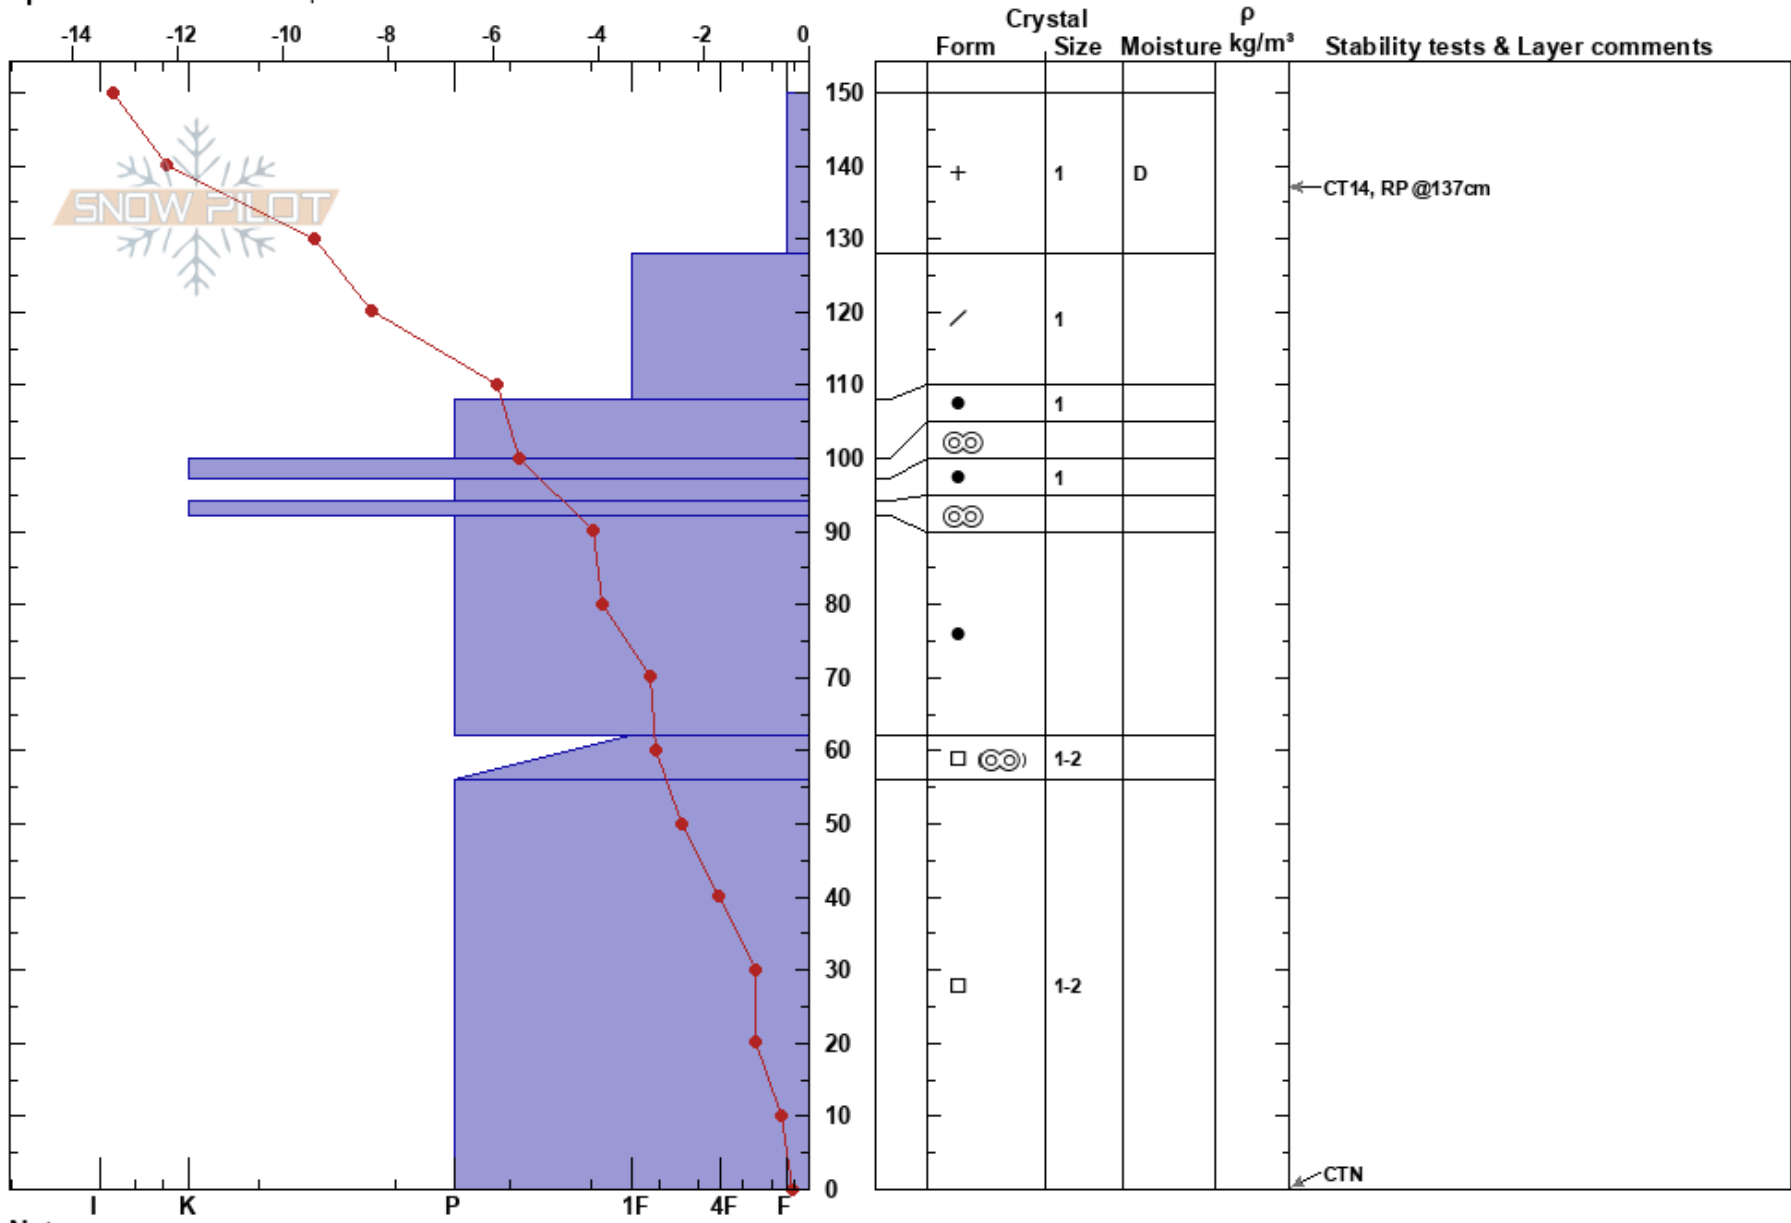 Crystal ρ
-14 -12 -10 -8 -6 -4 -2 0
Form Size Moisture kg/m³ Stability tests & Layer comments
150
140 + 1 D
CT14, RP @137cm
SNOW PILOT
130
120 / 1
110
● 1
100
● 1
90
80
●
70
60
□ 1-2
50
40
30
□ 1-2
20
10
CTN
0
I K P 1F 4F F